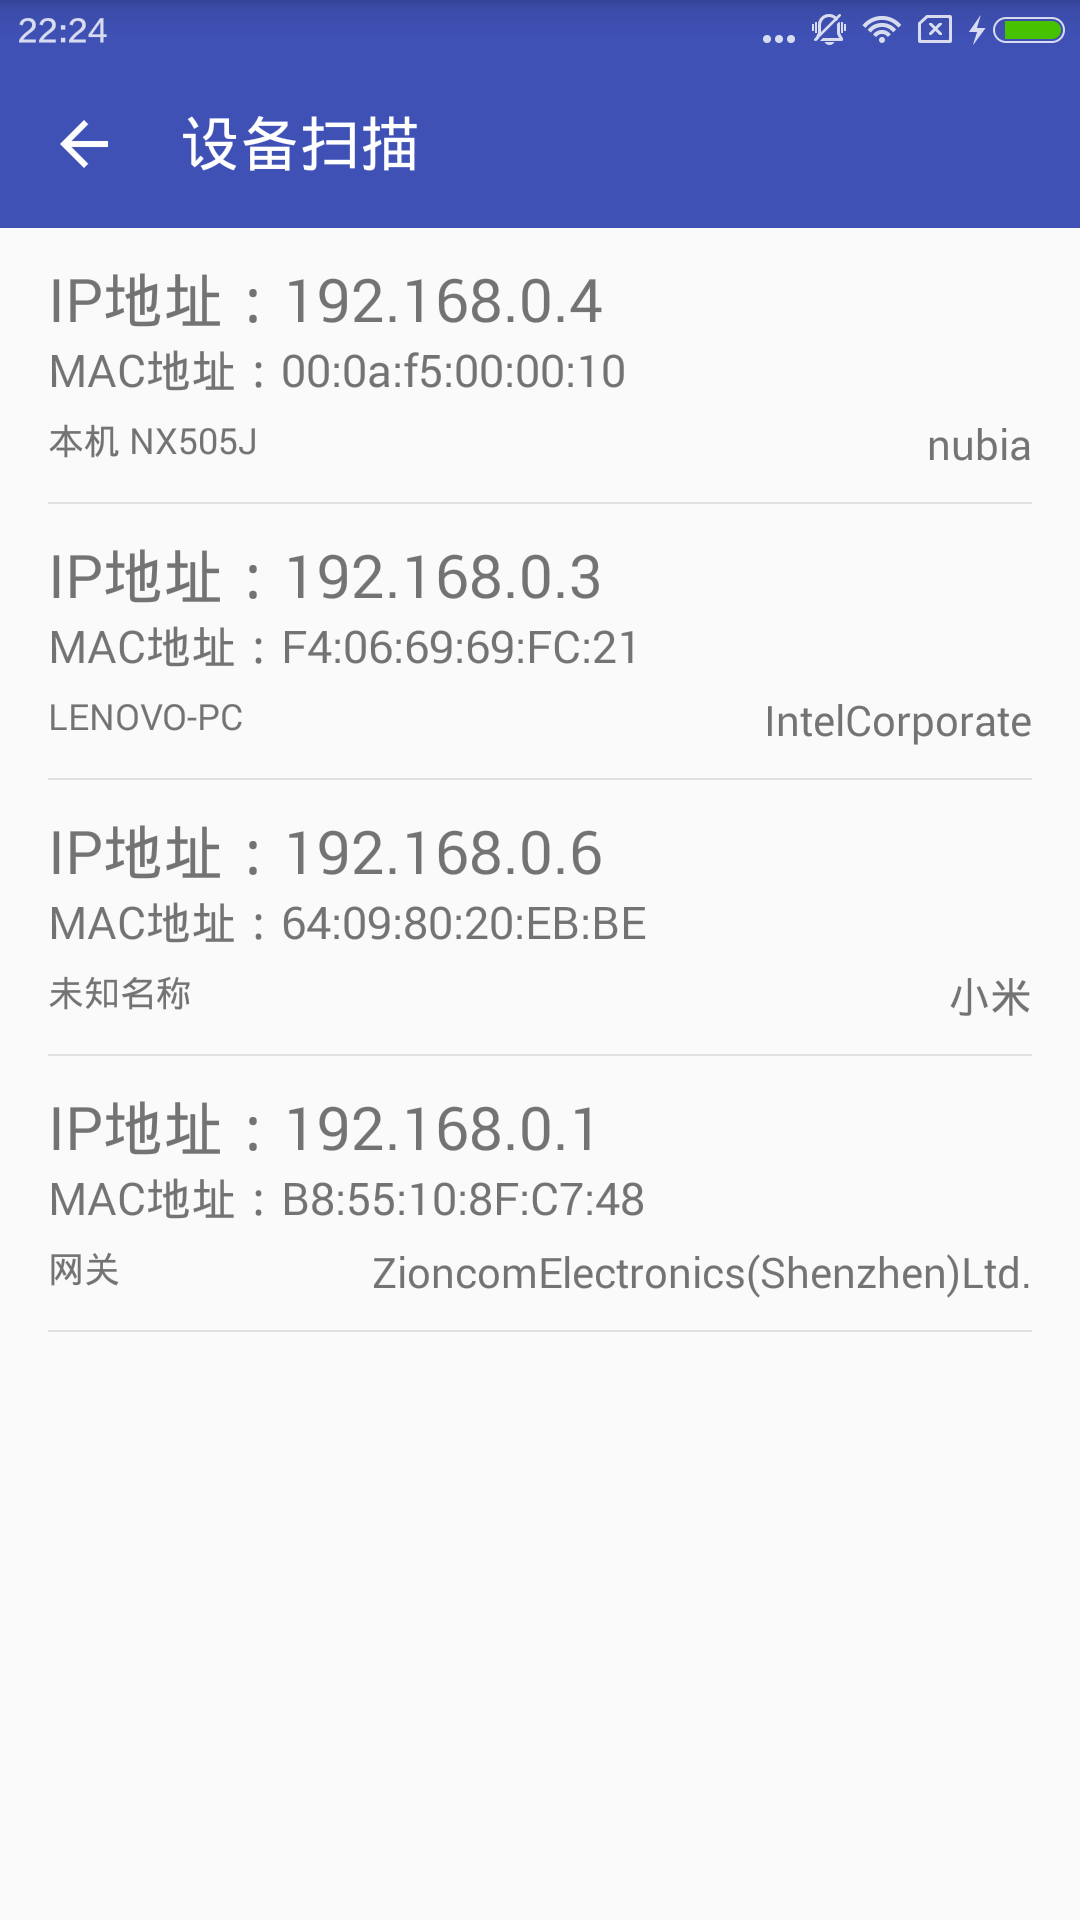 22:24
设备扫描
IP地址：192.168.0.4
MAC地址：00:0a:f5:00:00:10
本机 NX505J nubia
IP地址：192.168.0.3
MAC地址：F4:06:69:69:FC:21
LENOVO-PC IntelCorporate
IP地址：192.168.0.6
MAC地址：64:09:80:20:EB:BE
未知名称 小米
IP地址：192.168.0.1
MAC地址：B8:55:10:8F:C7:48
网关 ZioncomElectronics(Shenzhen)Ltd.